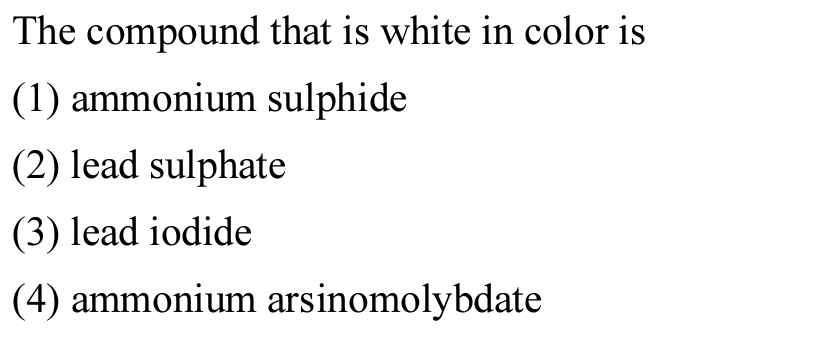 The compound that is white in color is
(1) ammonium sulphide
(2) lead sulphate
(3) lead iodide
(4) ammonium arsinomolybdate